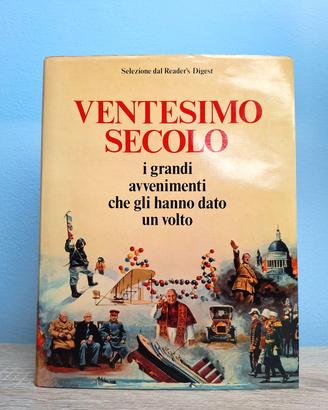 Selezione dal Reader's Digest
VENTESIMO
SECOLO
i grandi
avvenimenti
che gli hanno dato
un volto